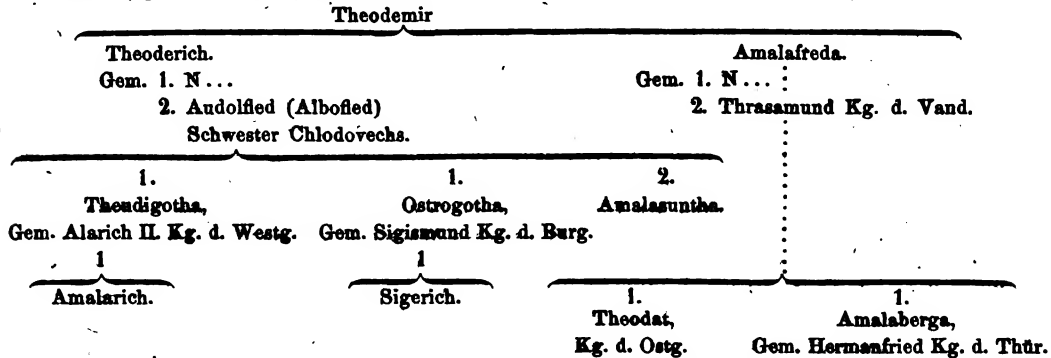 Theodemir
Theoderich. Amalafreda.
Gem. 1. N... Gem. 1. N...
2. Audolfied (Albofled) 2. Thrasamund Kg. d. Vand.
Schwester Chlodovechs.
1. 1. 2.
Theudigotha, Ostrogotha, Amalasuntha.
Gem. Alarich II. Kg. d. Westg. Gem. Sigismund Kg. d. Burg.
1 1
Amalarich. Sigerich. 1. 1.
Theodat, Amalaberga,
Kg. d. Ostg. Gem. Hermanfried Kg. d. Thür.